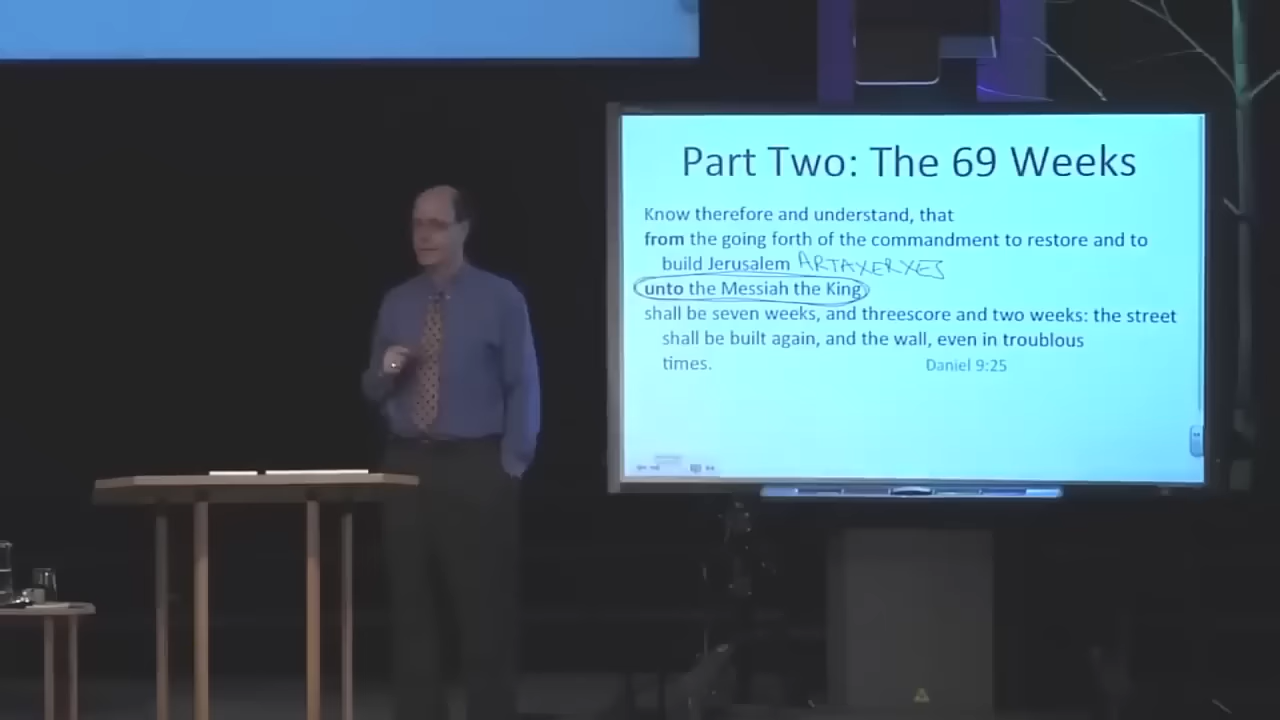 Part Two: The 69 Weeks
Know therefore and understand, that
from the going forth of the commandment to restore and to
build Jerusalem ARTAXERXES
unto the Messiah the King
shall be seven weeks, and threescore and two weeks: the street
shall be built again, and the wall, even in troublous
times. Daniel 9:25